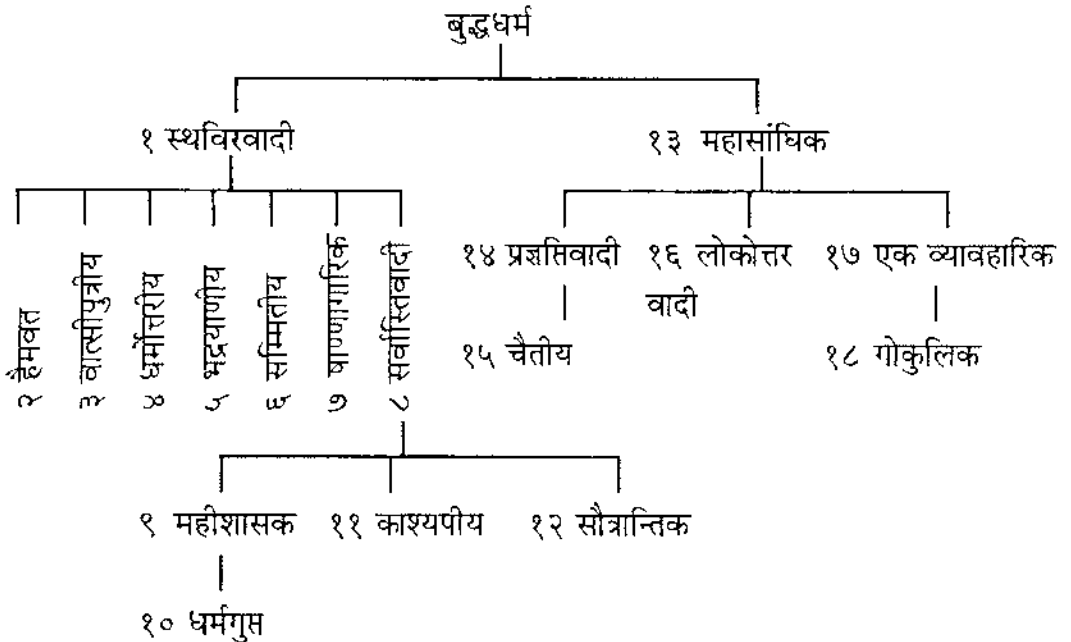 बुद्धधर्म
१ स्थविरवादी
१३ महासांघिक
२ हैमवत
३ वात्सीपुत्रीय
४ धर्मोत्तरीय
५ भद्रयाणीय
६ सम्मितीय
७ षाण्णागारिक
८ सर्वास्तिवादी
१४ प्रज्ञप्तिवादी
१६ लोकोत्तर
वादी
१७ एक व्यावहारिक
१५ चैतीय
१८ गोकुलिक
९ महीशासक
११ काश्यपीय
१२ सौत्रान्तिक
१० धर्मगुप्त